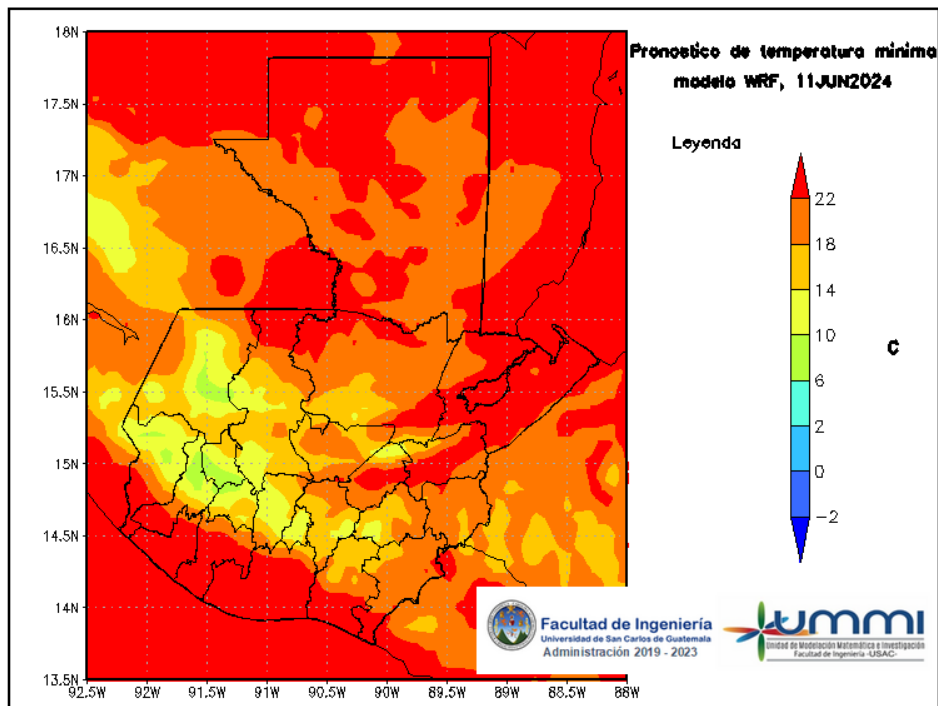 Pronostico de temperatura minima
modelo WRF, 11JUN2024
Leyenda
22
18
14
10
6
2
0
-2
C
18N
17.5N
17N
16.5N
16N
15.5N
15N
14.5N
14N
13.5N
92.5W 92W 91.5W 91W 90.5W 90W 89.5W 89W 88.5W 88W
Facultad de Ingeniería
Universidad de San Carlos de Guatemala
Administración 2019 - 2023
ummi
Unidad de Modelación Matemática e Investigación
Facultad de Ingeniería -USAC-